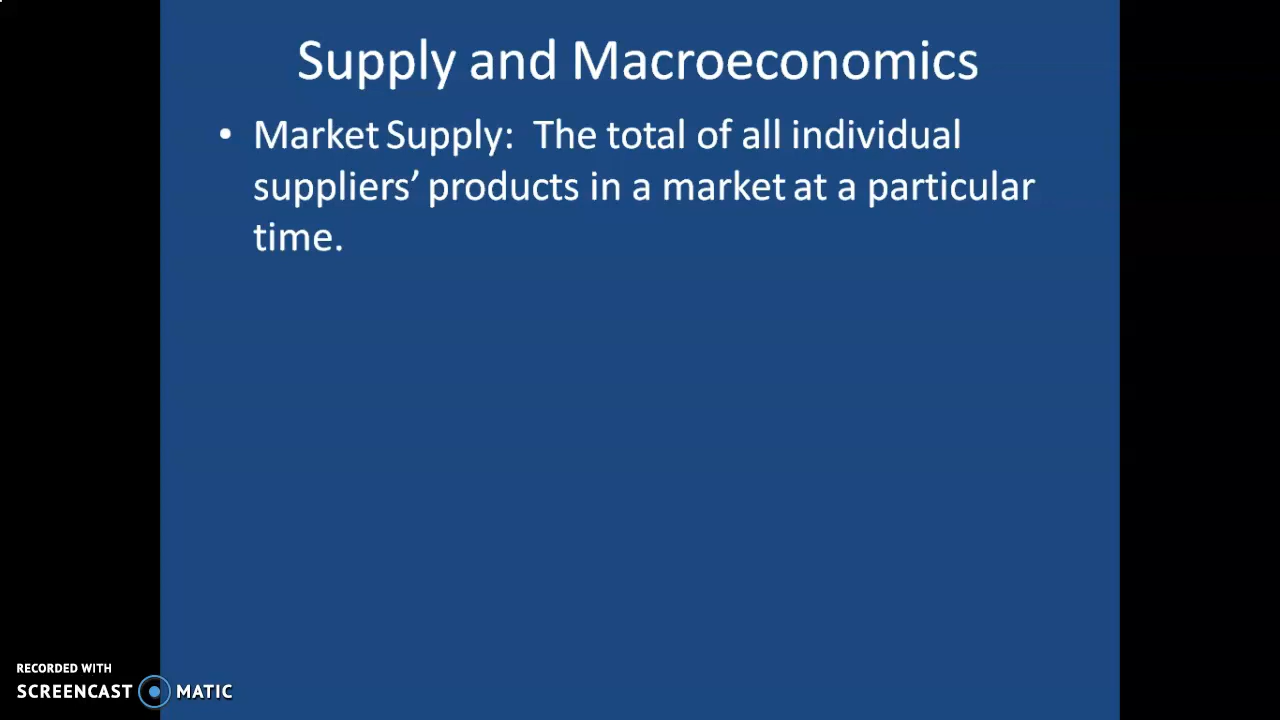 Supply and Macroeconomics
• Market Supply: The total of all individual
suppliers’ products in a market at a particular
time.
RECORDED WITH
SCREENCAST MATIC